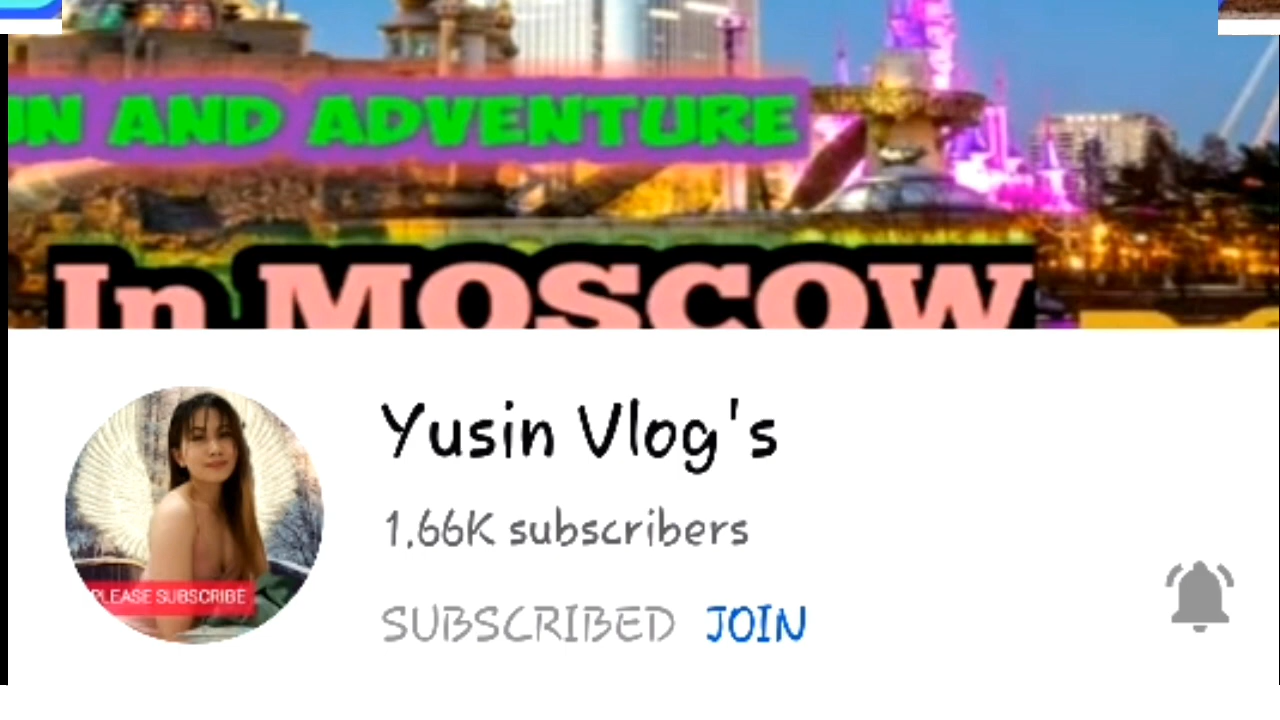 UN AND ADVENTURE
In MOSCOW
Yusin Vlog's
1.66K subscribers
PLEASE SUBSCRIBE
SUBSCRIBED JOIN